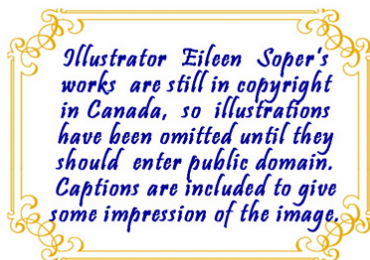 Illustrator Eileen Soper's
works are still in copyright
in Canada, so illustrations
have been omitted until they
should enter public domain.
Captions are included to give
some impression of the image.